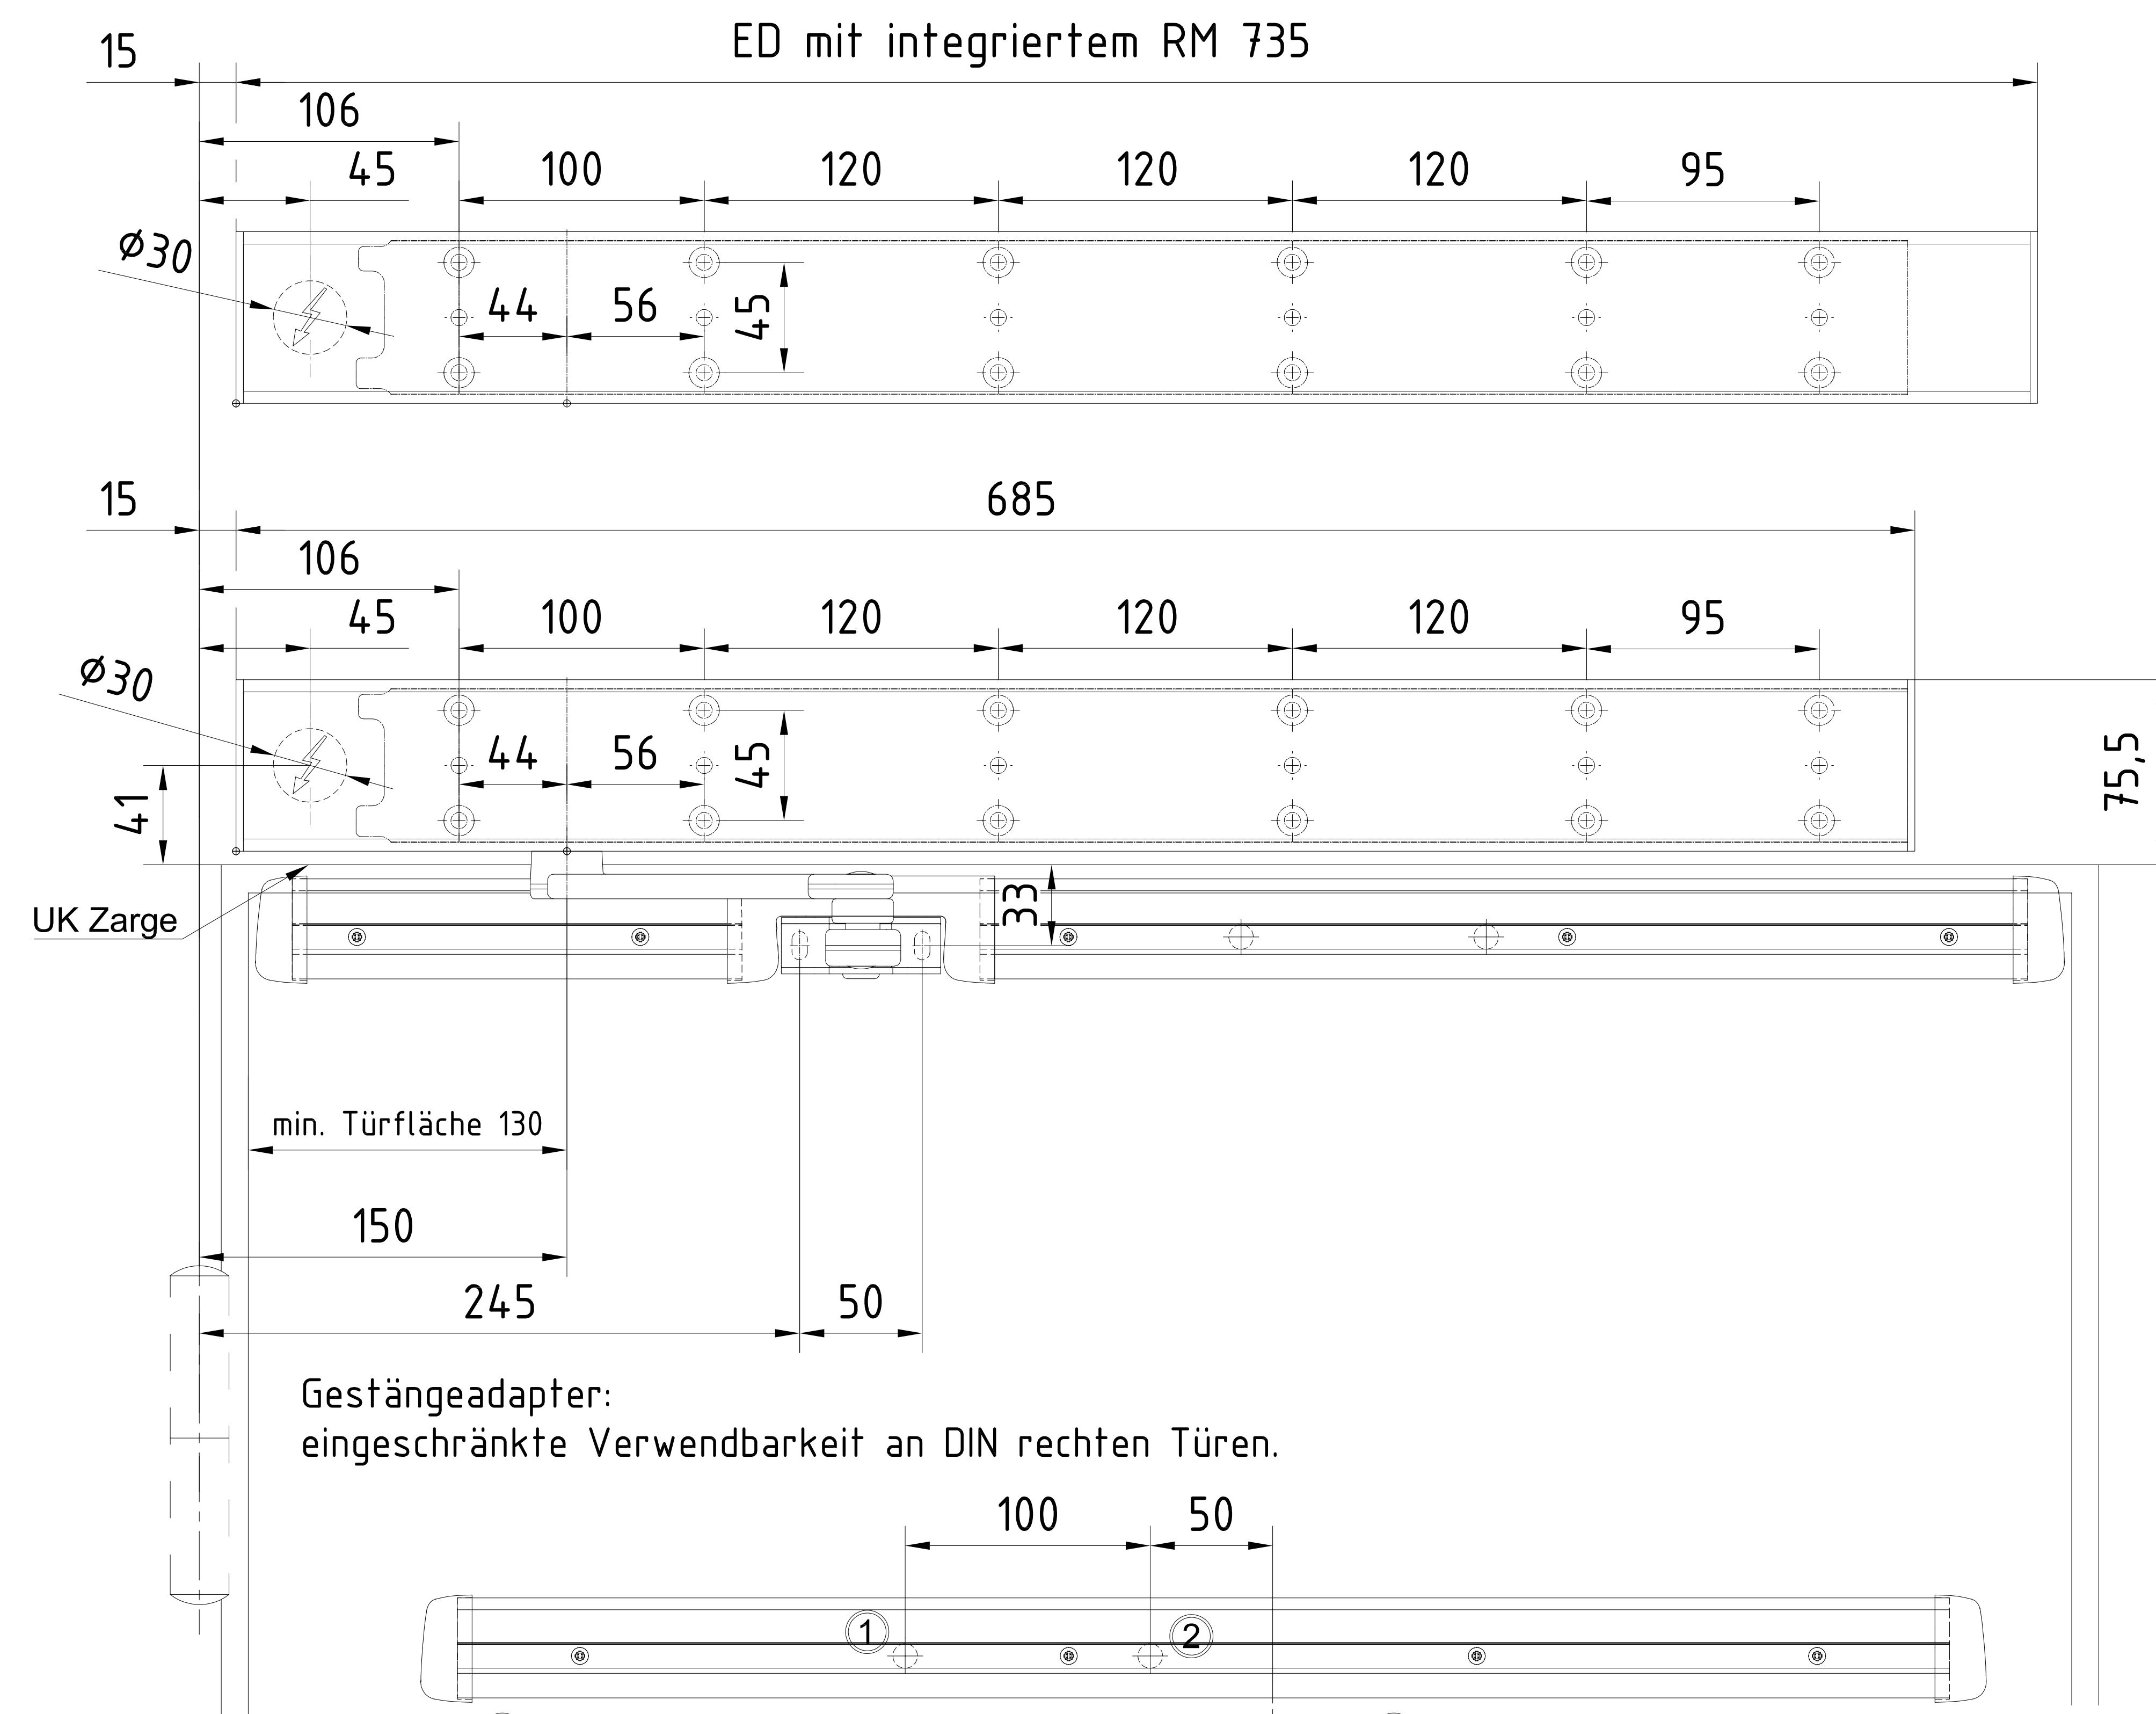 ED mit integriertem RM 735
15
106
45 100 120 120 120 95
Ø30
44 56 45
15 685
106
45 100 120 120 120 95
Ø30
44 56 45
41
75,5
33
UK Zarge
min. Türfläche 130
150
245 50
Gestängeadapter:
eingeschränkte Verwendbarkeit an DIN rechten Türen.
100 50
1 2